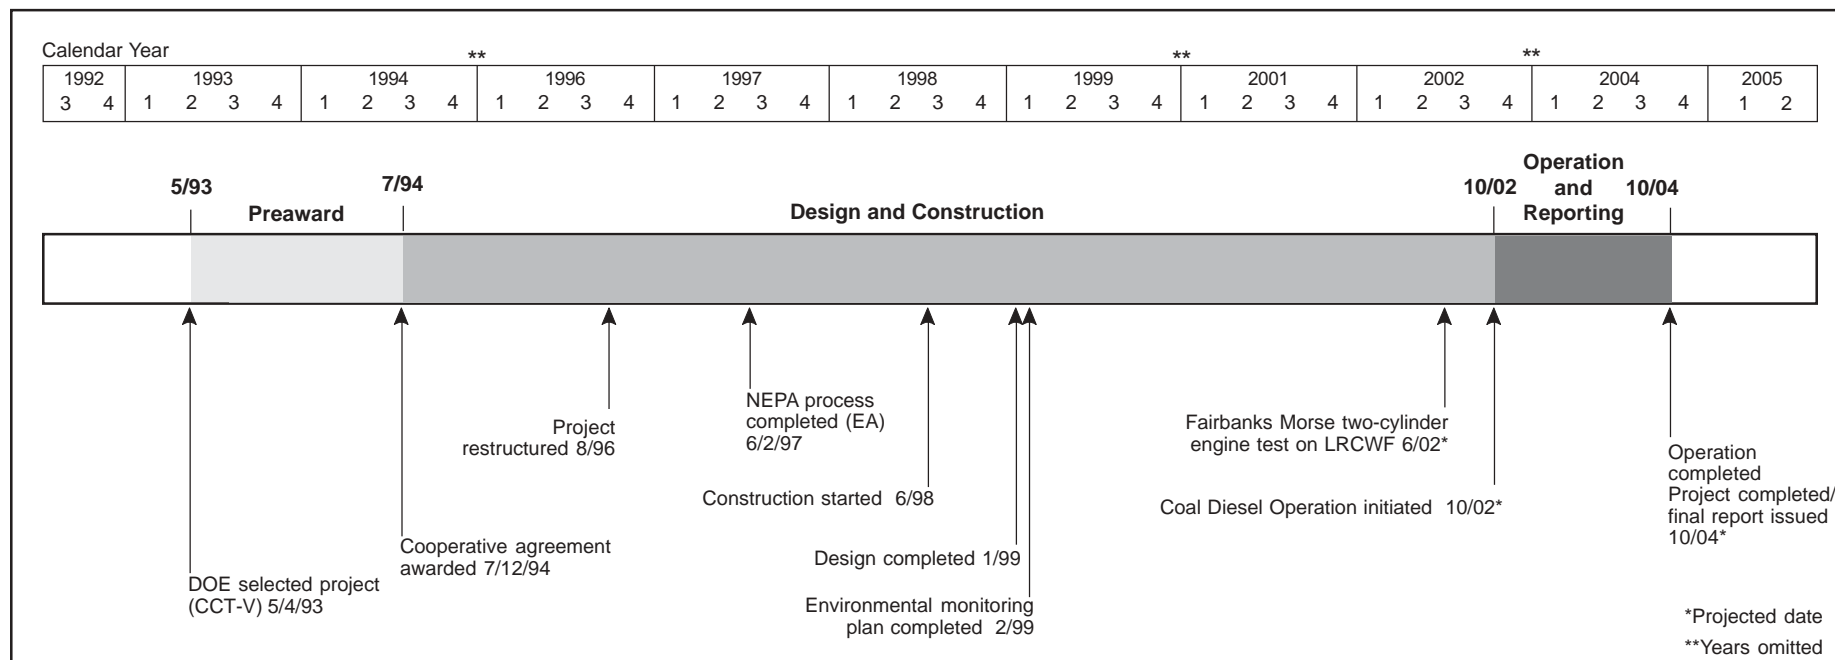 Calendar Year
** ** **
1992 1993 1994 1996 1997 1998 1999 2001 2002 2004 2005
3 4 1 2 3 4 1 2 3 4 1 2 3 4 1 2 3 4 1 2 3 4 1 2 3 4 1 2 3 4 1 2 3 4 1 2 3 4 1 2
5/93
Preaward
7/94
Design and Construction
10/02
Operation
and
Reporting
10/04
DOE selected project
(CCT-V) 5/4/93
Cooperative agreement
awarded 7/12/94
Project
restructured 8/96
NEPA process
completed (EA)
6/2/97
Construction started 6/98
Design completed 1/99
Environmental monitoring
plan completed 2/99
Fairbanks Morse two-cylinder
engine test on LRCWF 6/02*
Coal Diesel Operation initiated 10/02*
Operation
completed
Project completed/
final report issued
10/04*
*Projected date
**Years omitted